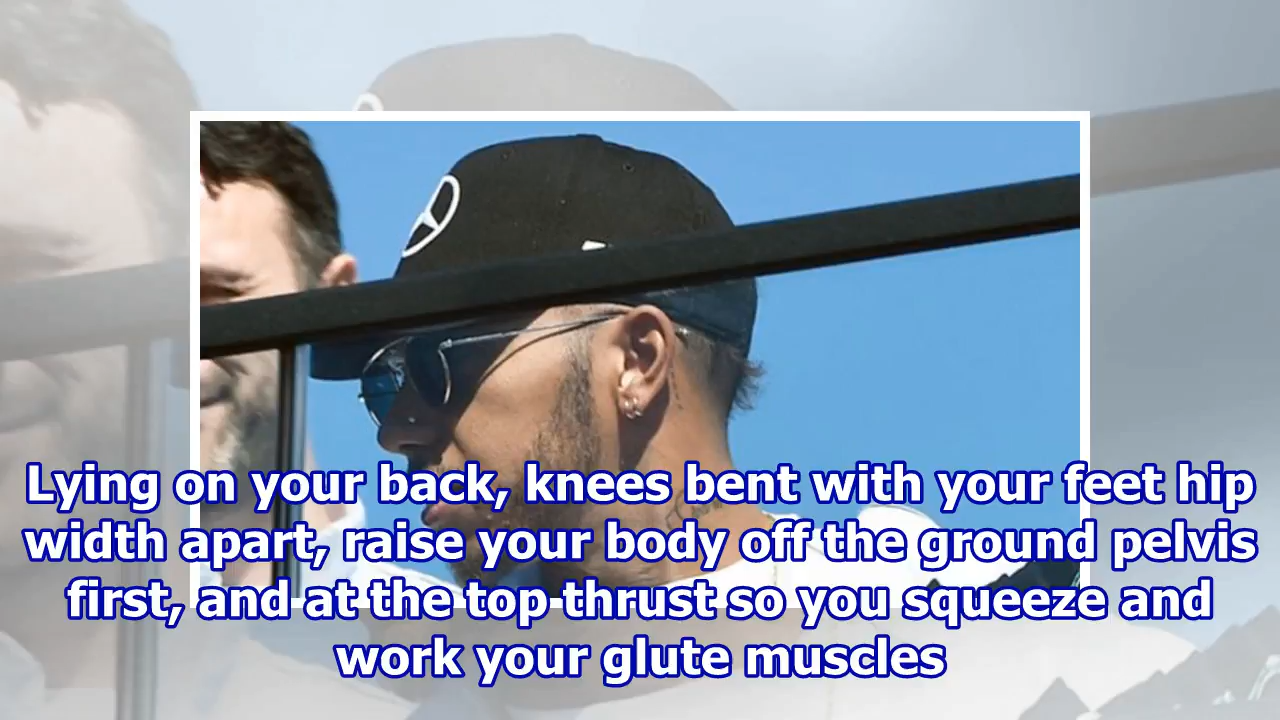 Lying on your back, knees bent with your feet hip
width apart, raise your body off the ground pelvis
first, and at the top thrust so you squeeze and
work your glute muscles